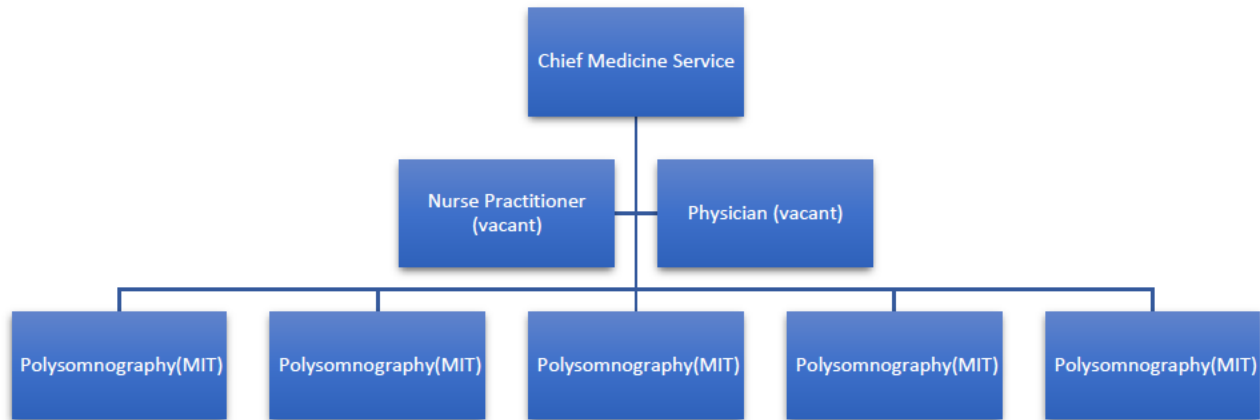 Chief Medicine Service
Nurse Practitioner
(vacant)
Physician (vacant)
Polysomnography(MIT)
Polysomnography(MIT)
Polysomnography(MIT)
Polysomnography(MIT)
Polysomnography(MIT)